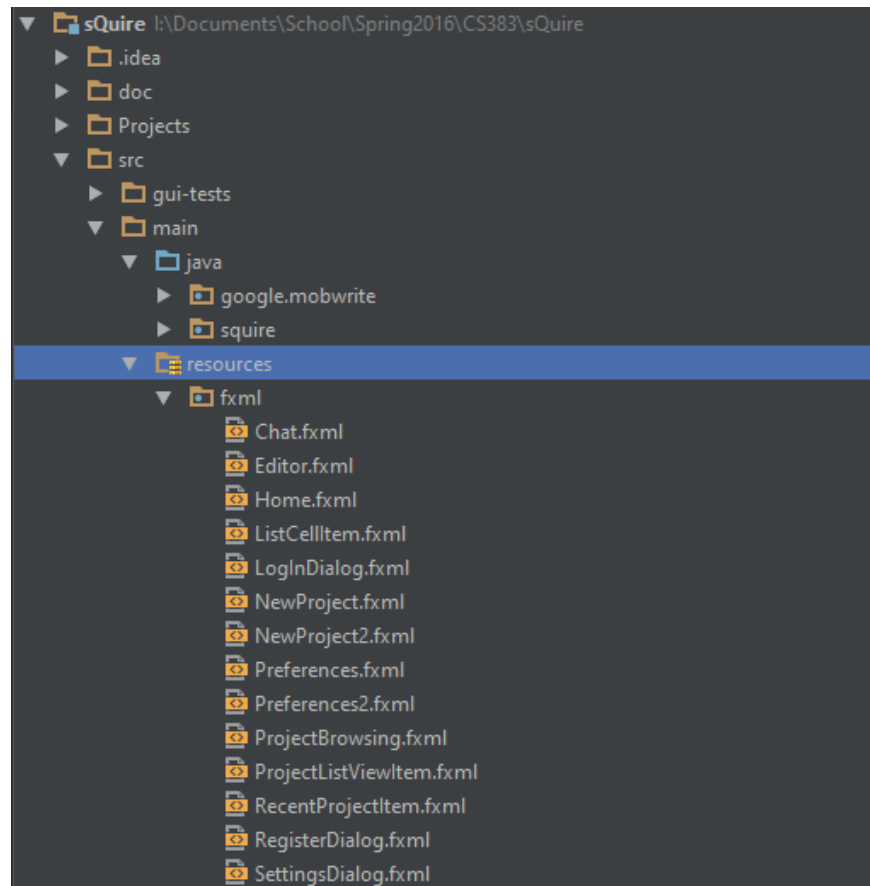 sQuire I:\Documents\School\Spring2016\CS383\sQuire
.idea
doc
Projects
src
gui-tests
main
java
google.mobwrite
squire
resources
fxml
Chat.fxml
Editor.fxml
Home.fxml
ListCellItem.fxml
LogInDialog.fxml
NewProject.fxml
NewProject2.fxml
Preferences.fxml
Preferences2.fxml
ProjectBrowsing.fxml
ProjectListViewItem.fxml
RecentProjectItem.fxml
RegisterDialog.fxml
SettingsDialog.fxml